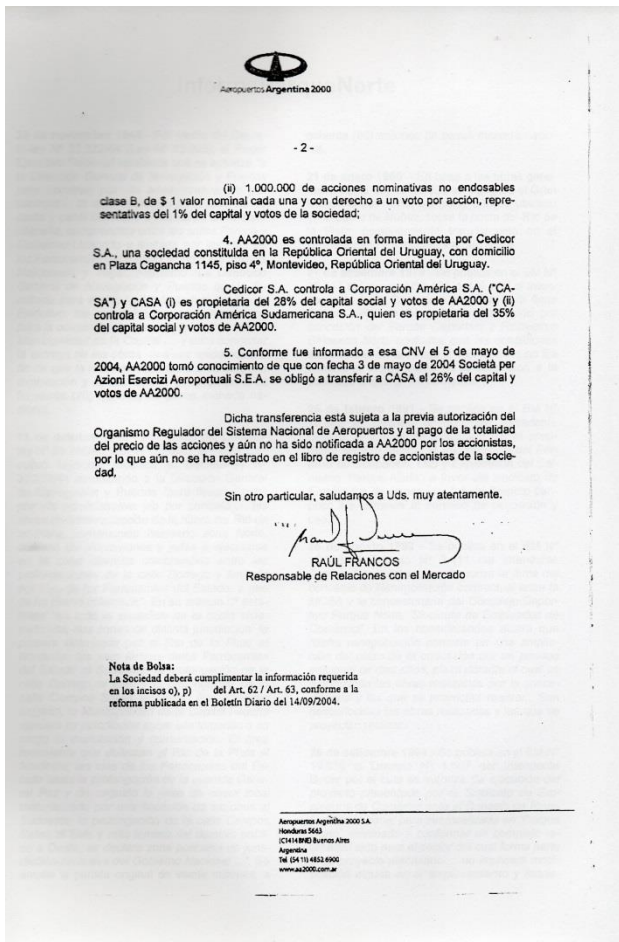 Aeropuertos Argentina 2000
- 2 -
(ii) 1.000.000 de acciones nominativas no endosables
clase B, de $ 1 valor nominal cada una y con derecho a un voto por acción, repre-
sentativas del 1% del capital y votos de la sociedad;
4. AA2000 es controlada en forma indirecta por Cedicor
S.A., una sociedad constituida en la República Oriental del Uruguay, con domicilio
en Plaza Cagancha 1145, piso 4º, Montevideo, República Oriental del Uruguay.
Cedicor S.A. controla a Corporación América S.A. ("CA-
SA") y CASA (i) es propietaria del 28% del capital social y votos de AA2000 y (ii)
controla a Corporación América Sudamericana S.A., quien es propietaria del 35%
del capital social y votos de AA2000.
5. Conforme fue informado a esa CNV el 5 de mayo de
2004, AA2000 tomó conocimiento de que con fecha 3 de mayo de 2004 Società per
Azioni Esercizi Aeroportuali S.E.A. se obligó a transferir a CASA el 26% del capital y
votos de AA2000.
Dicha transferencia está sujeta a la previa autorización del
Organismo Regulador del Sistema Nacional de Aeropuertos y al pago de la totalidad
del precio de las acciones y aún no ha sido notificada a AA2000 por los accionistas,
por lo que aún no se ha registrado en el libro de registro de accionistas de la socie-
dad.
Sin otro particular, saludamos a Uds. muy atentamente.
RAÚL FRANCOS
Responsable de Relaciones con el Mercado
Nota de Bolsa:
La Sociedad deberá cumplimentar la información requerida
en los incisos o), p) del Art. 62 / Art. 63, conforme a la
reforma publicada en el Boletín Diario del 14/09/2004.
Aeropuertos Argentina 2000 S.A.
Honduras 5663
(C1414BNE) Buenos Aires
Argentina
Tel (54 11) 4852 6900
www.aa2000.com.ar